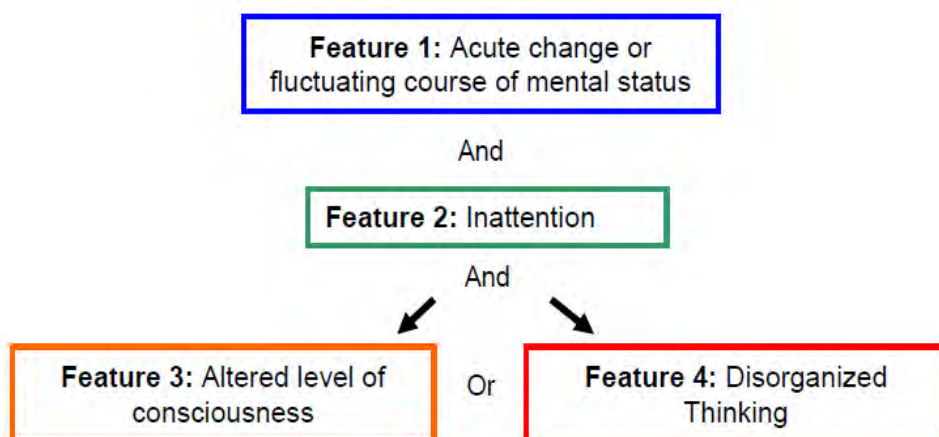 Feature 1: Acute change or
fluctuating course of mental status
And
Feature 2: Inattention
And
Feature 3: Altered level of
consciousness
Or
Feature 4: Disorganized
Thinking